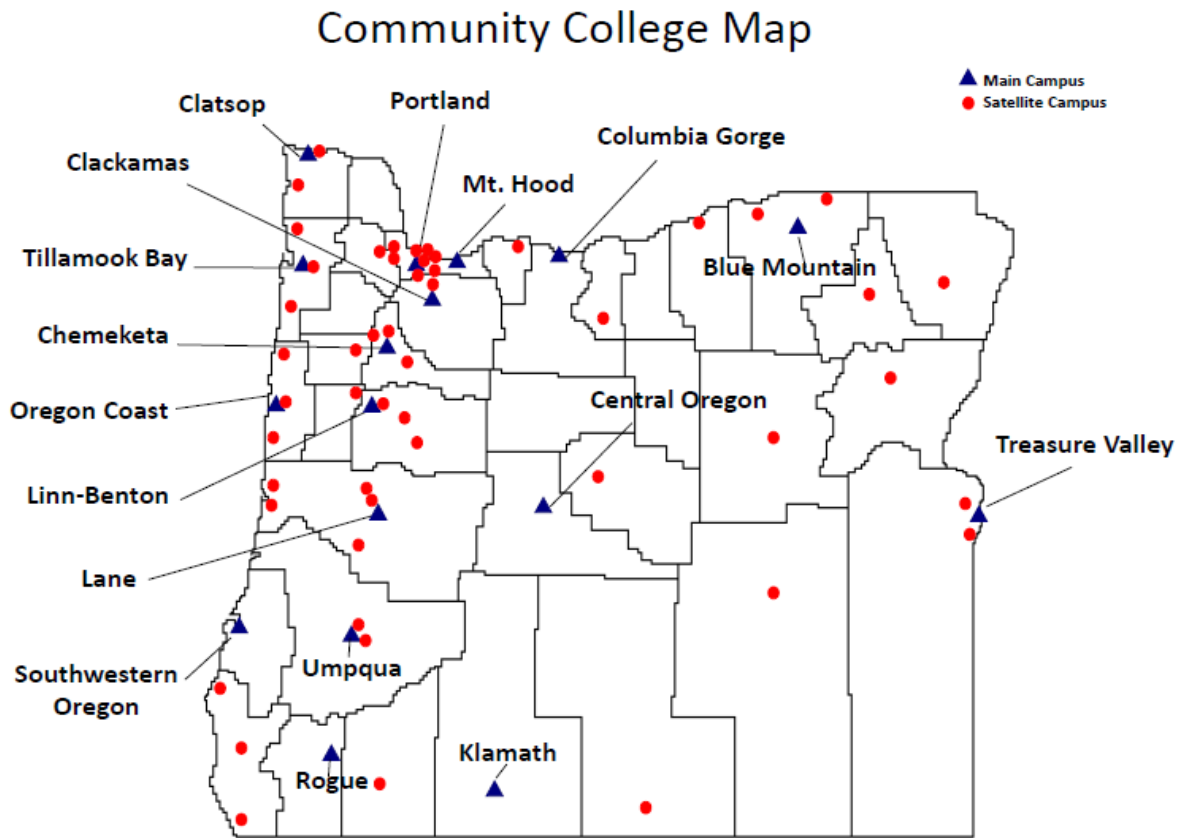 Community College Map
Main Campus
Satellite Campus
Clatsop
Portland
Columbia Gorge
Clackamas
Mt. Hood
Tillamook Bay
Blue Mountain
Chemeketa
Oregon Coast
Central Oregon
Treasure Valley
Linn-Benton
Lane
Southwestern
Oregon
Umpqua
Klamath
Rogue